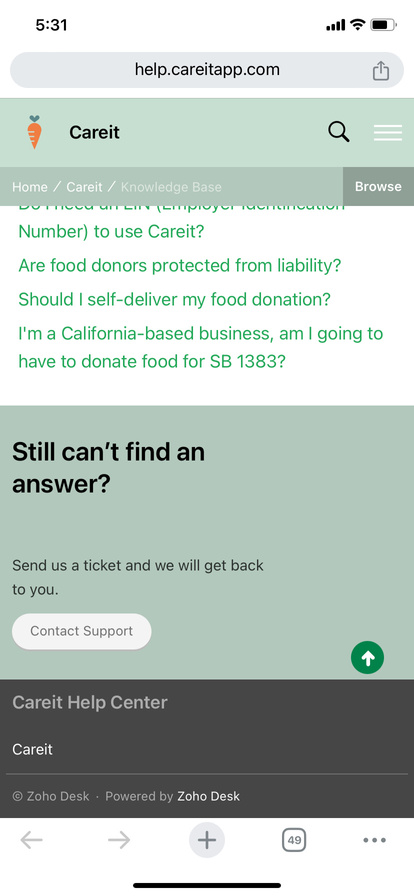 5:31
help.careitapp.com
Careit
Home / Careit / Knowledge Base
Browse
Do I need an EIN (Employer Identification
Number) to use Careit?
Are food donors protected from liability?
Should I self-deliver my food donation?
I'm a California-based business, am I going to
have to donate food for SB 1383?
Still can’t find an
answer?
Send us a ticket and we will get back
to you.
Contact Support
Careit Help Center
Careit
© Zoho Desk · Powered by Zoho Desk
49